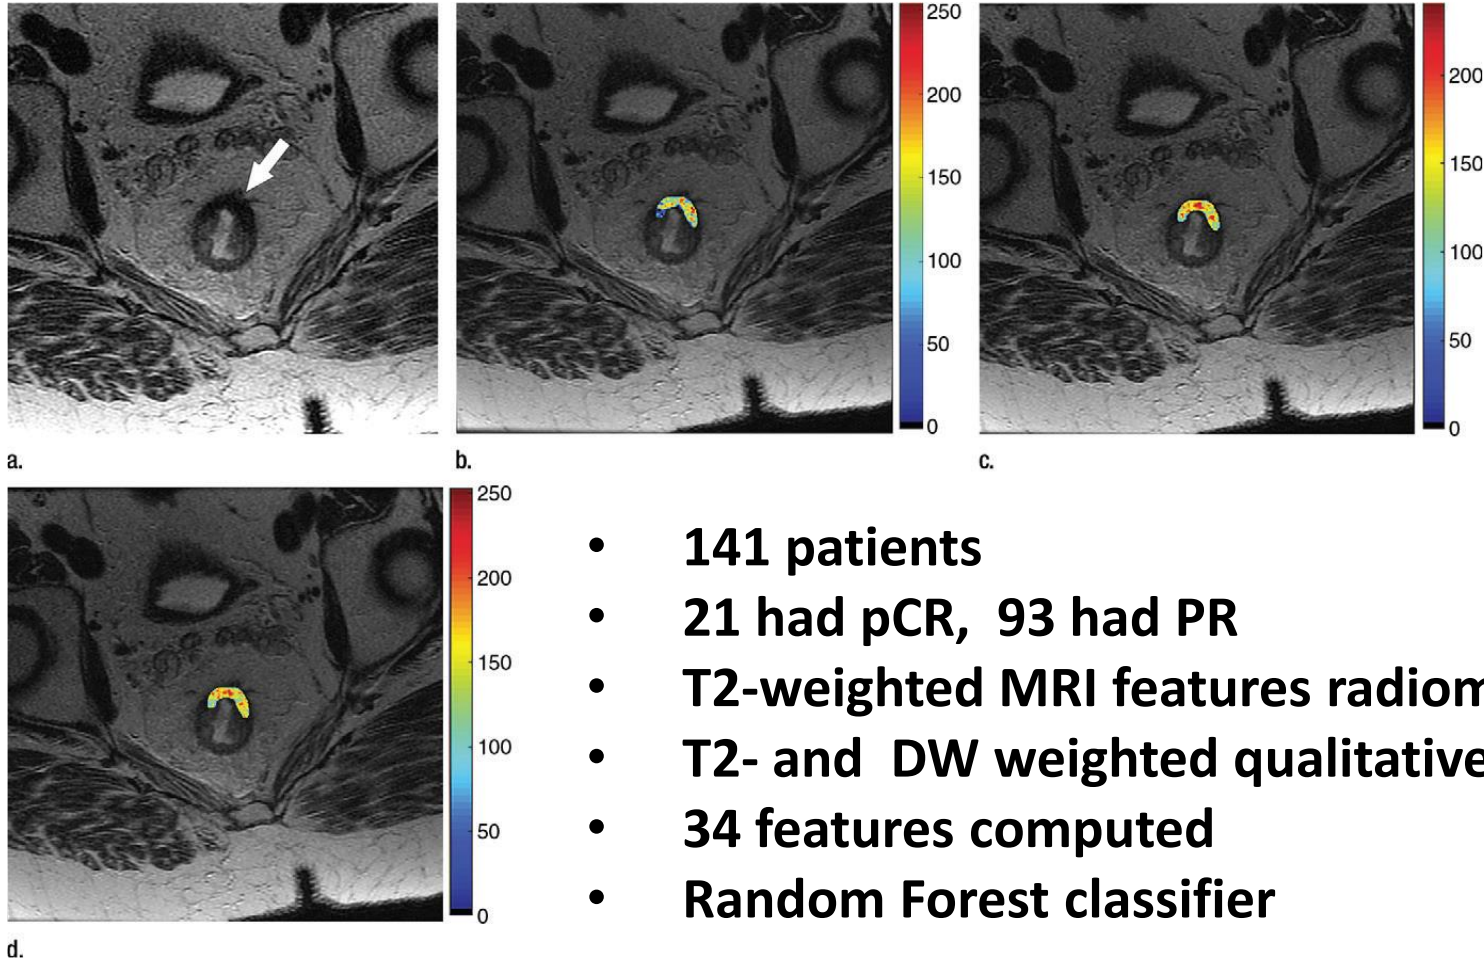 250
200
150
100
50
0
200
150
100
50
0
a.
b.
c.
250
200
150
100
50
0
d.
• 141 patients
• 21 had pCR, 93 had PR
• T2-weighted MRI features radiom
• T2- and DW weighted qualitative
• 34 features computed
• Random Forest classifier